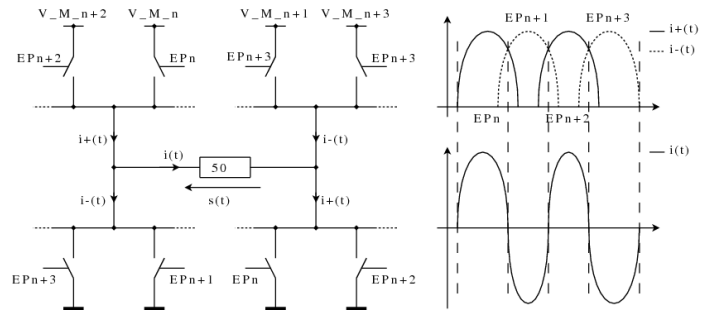 V_M_n+2 V_M_n V_M_n+1 V_M_n+3
EPn+2 EPn EPn+3 EPn+3
i+(t) i-(t)
i(t) 50
s(t)
i-(t) i+(t)
EPn+3 EPn+1 EPn EPn+2
EPn+1 EPn+3 i+(t)
i-(t)
EPn EPn+2
i(t)